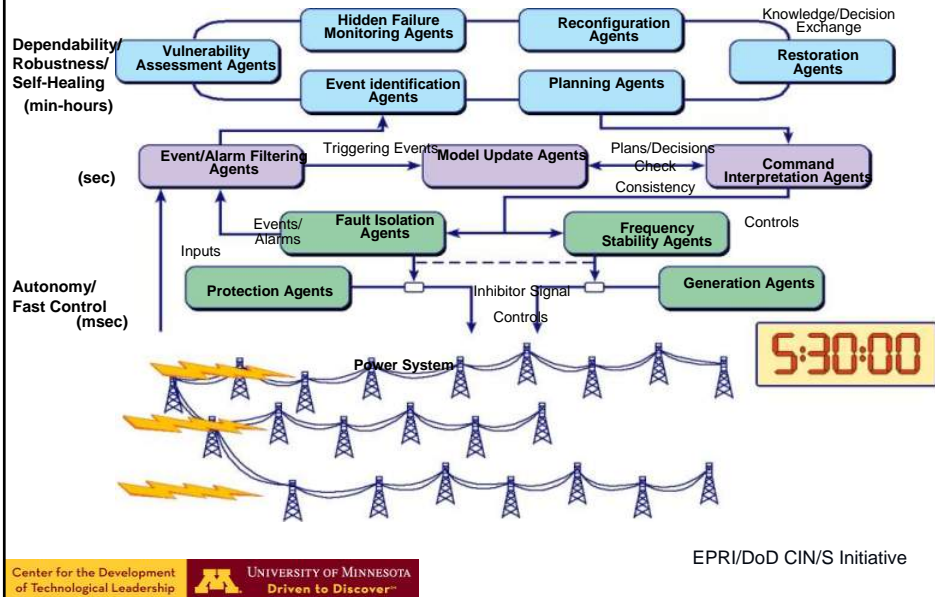 Hidden Failure
Monitoring Agents
Reconfiguration
Agents
Knowledge/Decision
Exchange
Dependability/
Robustness/
Self-Healing
(min-hours)
Vulnerability
Assessment Agents
Restoration
Agents
Event identification
Agents
Planning Agents
(sec)
Event/Alarm Filtering
Agents
Triggering Events
Model Update Agents
Plans/Decisions
Check
Consistency
Command
Interpretation Agents
Events/
Alarms
Inputs
Fault Isolation
Agents
Frequency
Stability Agents
Controls
Autonomy/
Fast Control
(msec)
Protection Agents
Inhibitor Signal
Controls
Generation Agents
5:30:00
Power System
EPRI/DoD CIN/S Initiative
Center for the Development
of Technological Leadership
M
UNIVERSITY OF MINNESOTA
Driven to Discover℠